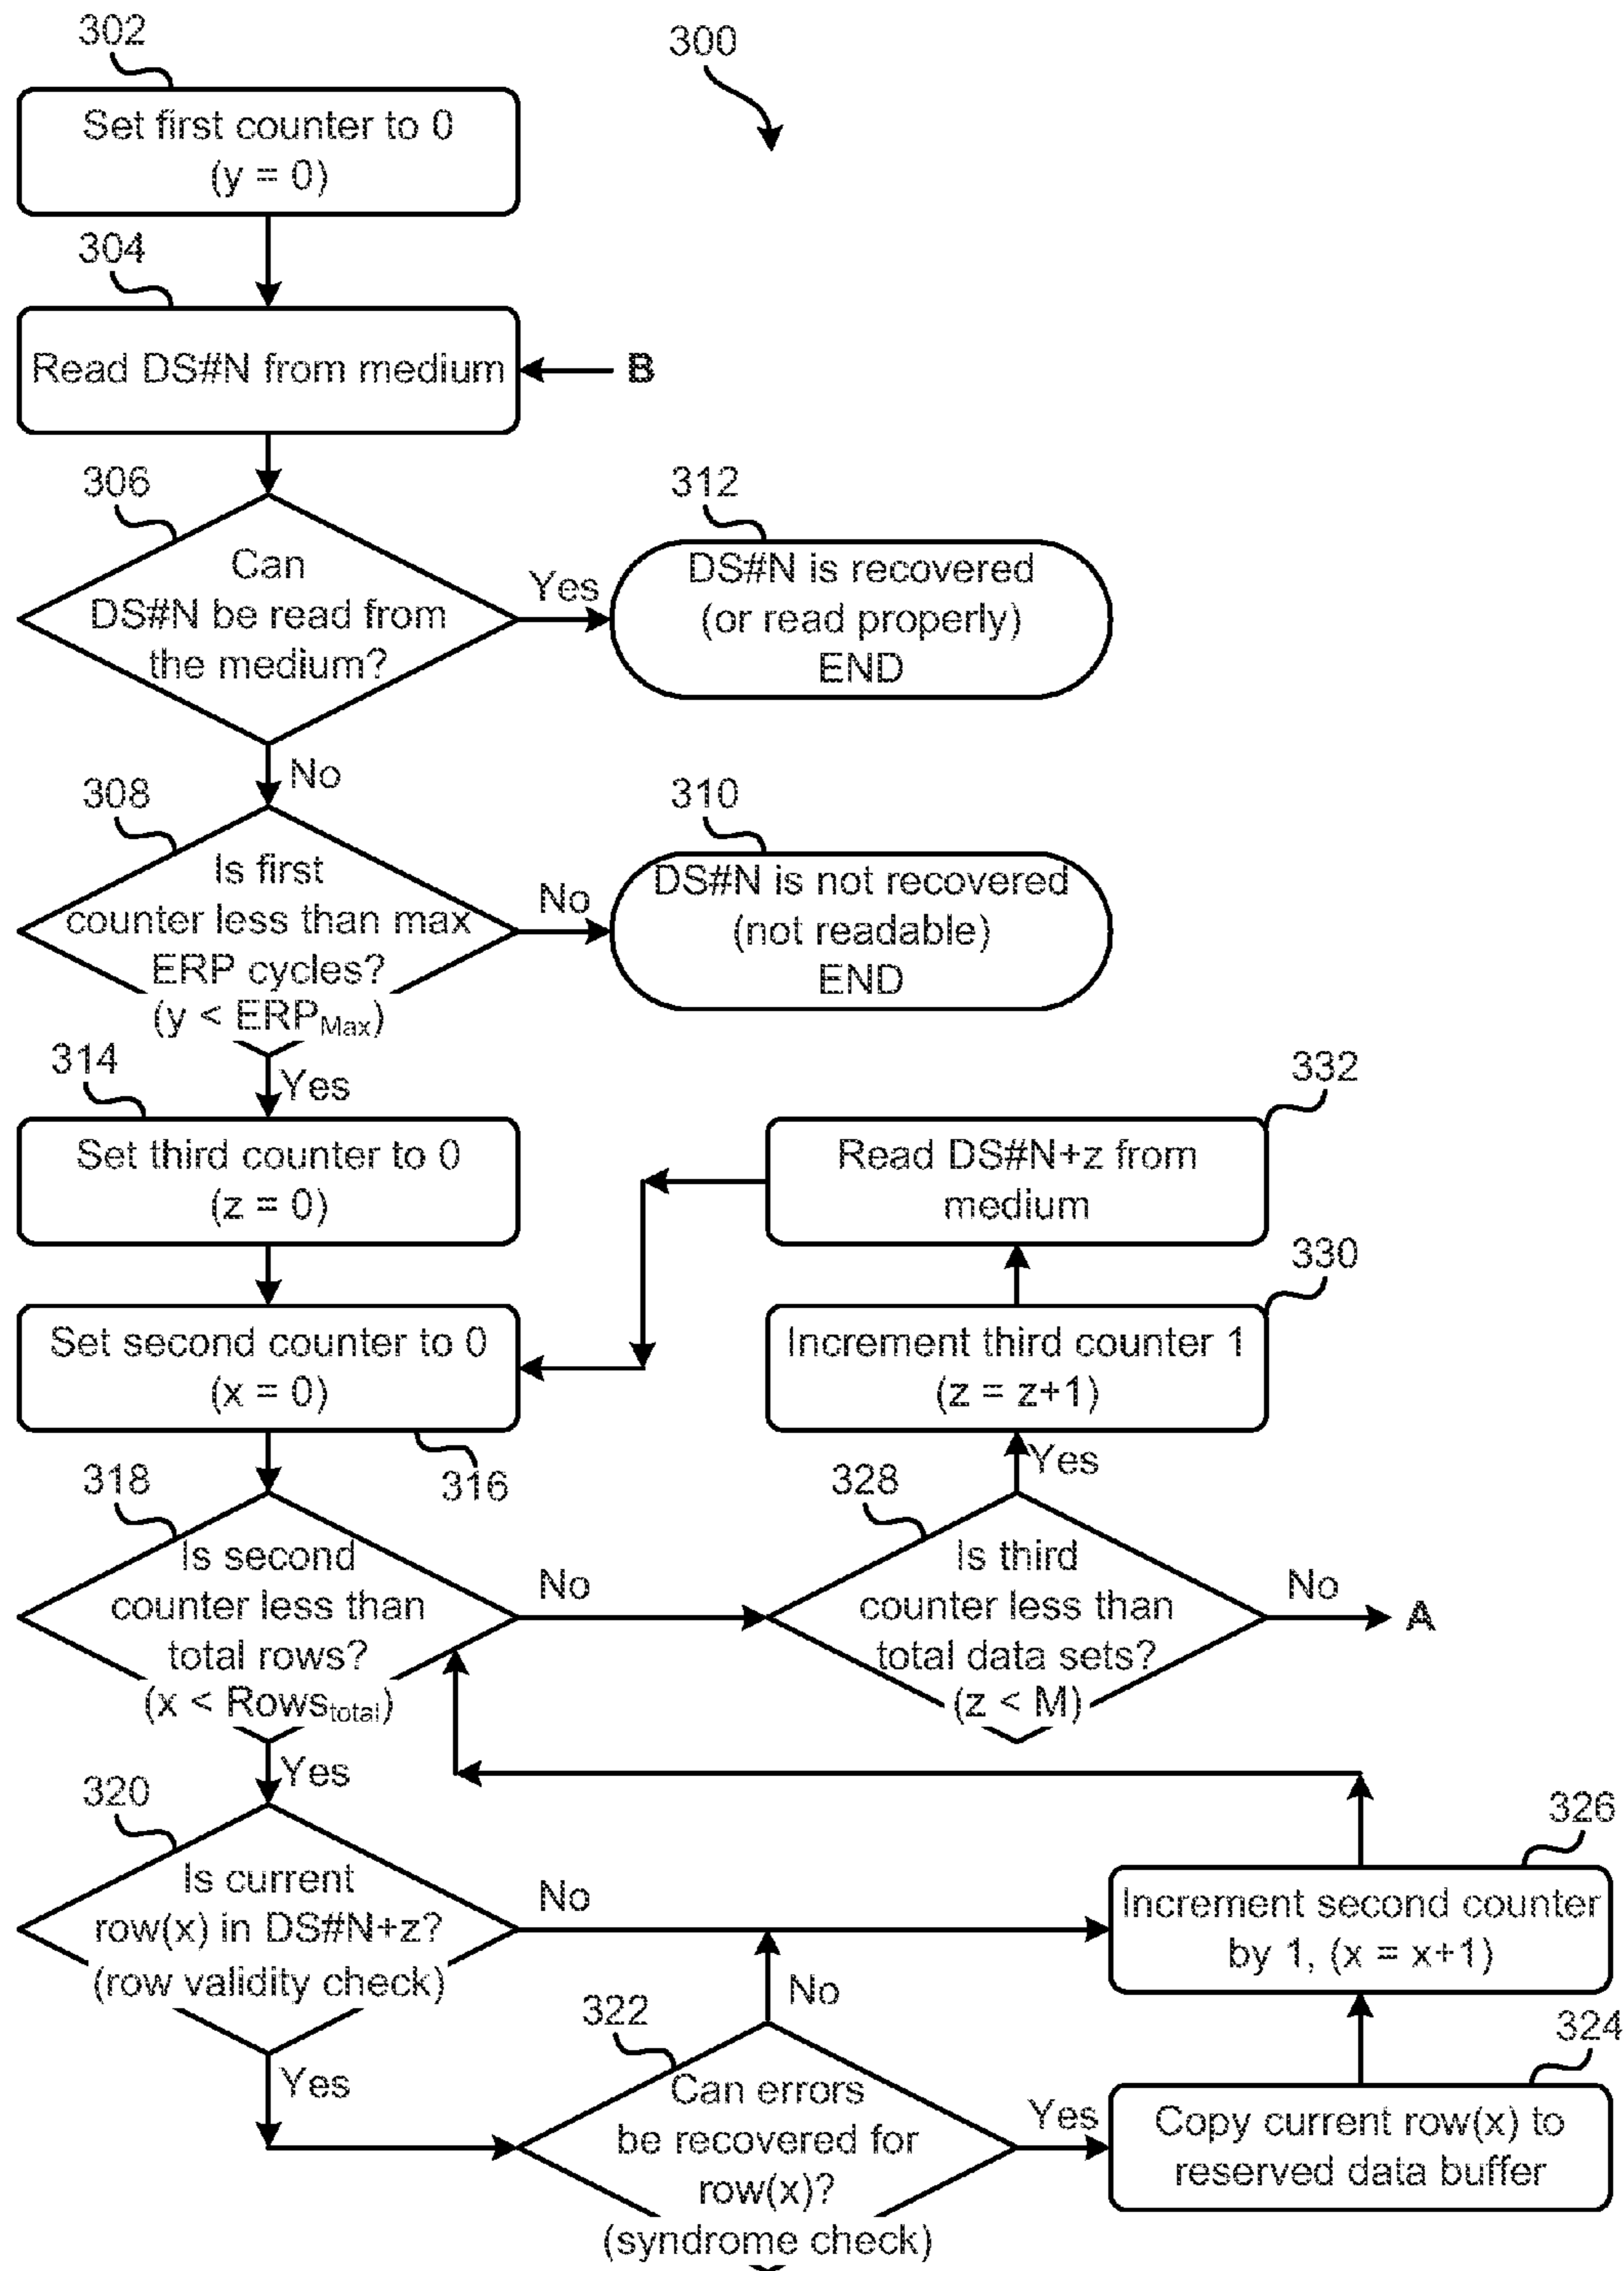 302
300
Set first counter to 0
(y = 0)
304
Read DS#N from medium
B
306
312
Can
DS#N be read from
the medium?
Yes
DS#N is recovered
(or read properly)
END
No
308
310
Is first
counter less than max
ERP cycles?
(y < ERPMax)
No
DS#N is not recovered
(not readable)
END
Yes
314
332
Set third counter to 0
(z = 0)
Read DS#N+z from
medium
330
Set second counter to 0
(x = 0)
Increment third counter 1
(z = z+1)
316
Yes
318
328
Is second
counter less than
total rows?
(x < Rowstotal)
No
Is third
counter less than
total data sets?
(z < M)
No
A
Yes
320
326
Is current
row(x) in DS#N+z?
(row validity check)
No
Increment second counter
by 1, (x = x+1)
No
322
324
Yes
Can errors
be recovered for
row(x)?
(syndrome check)
Yes
Copy current row(x) to
reserved data buffer